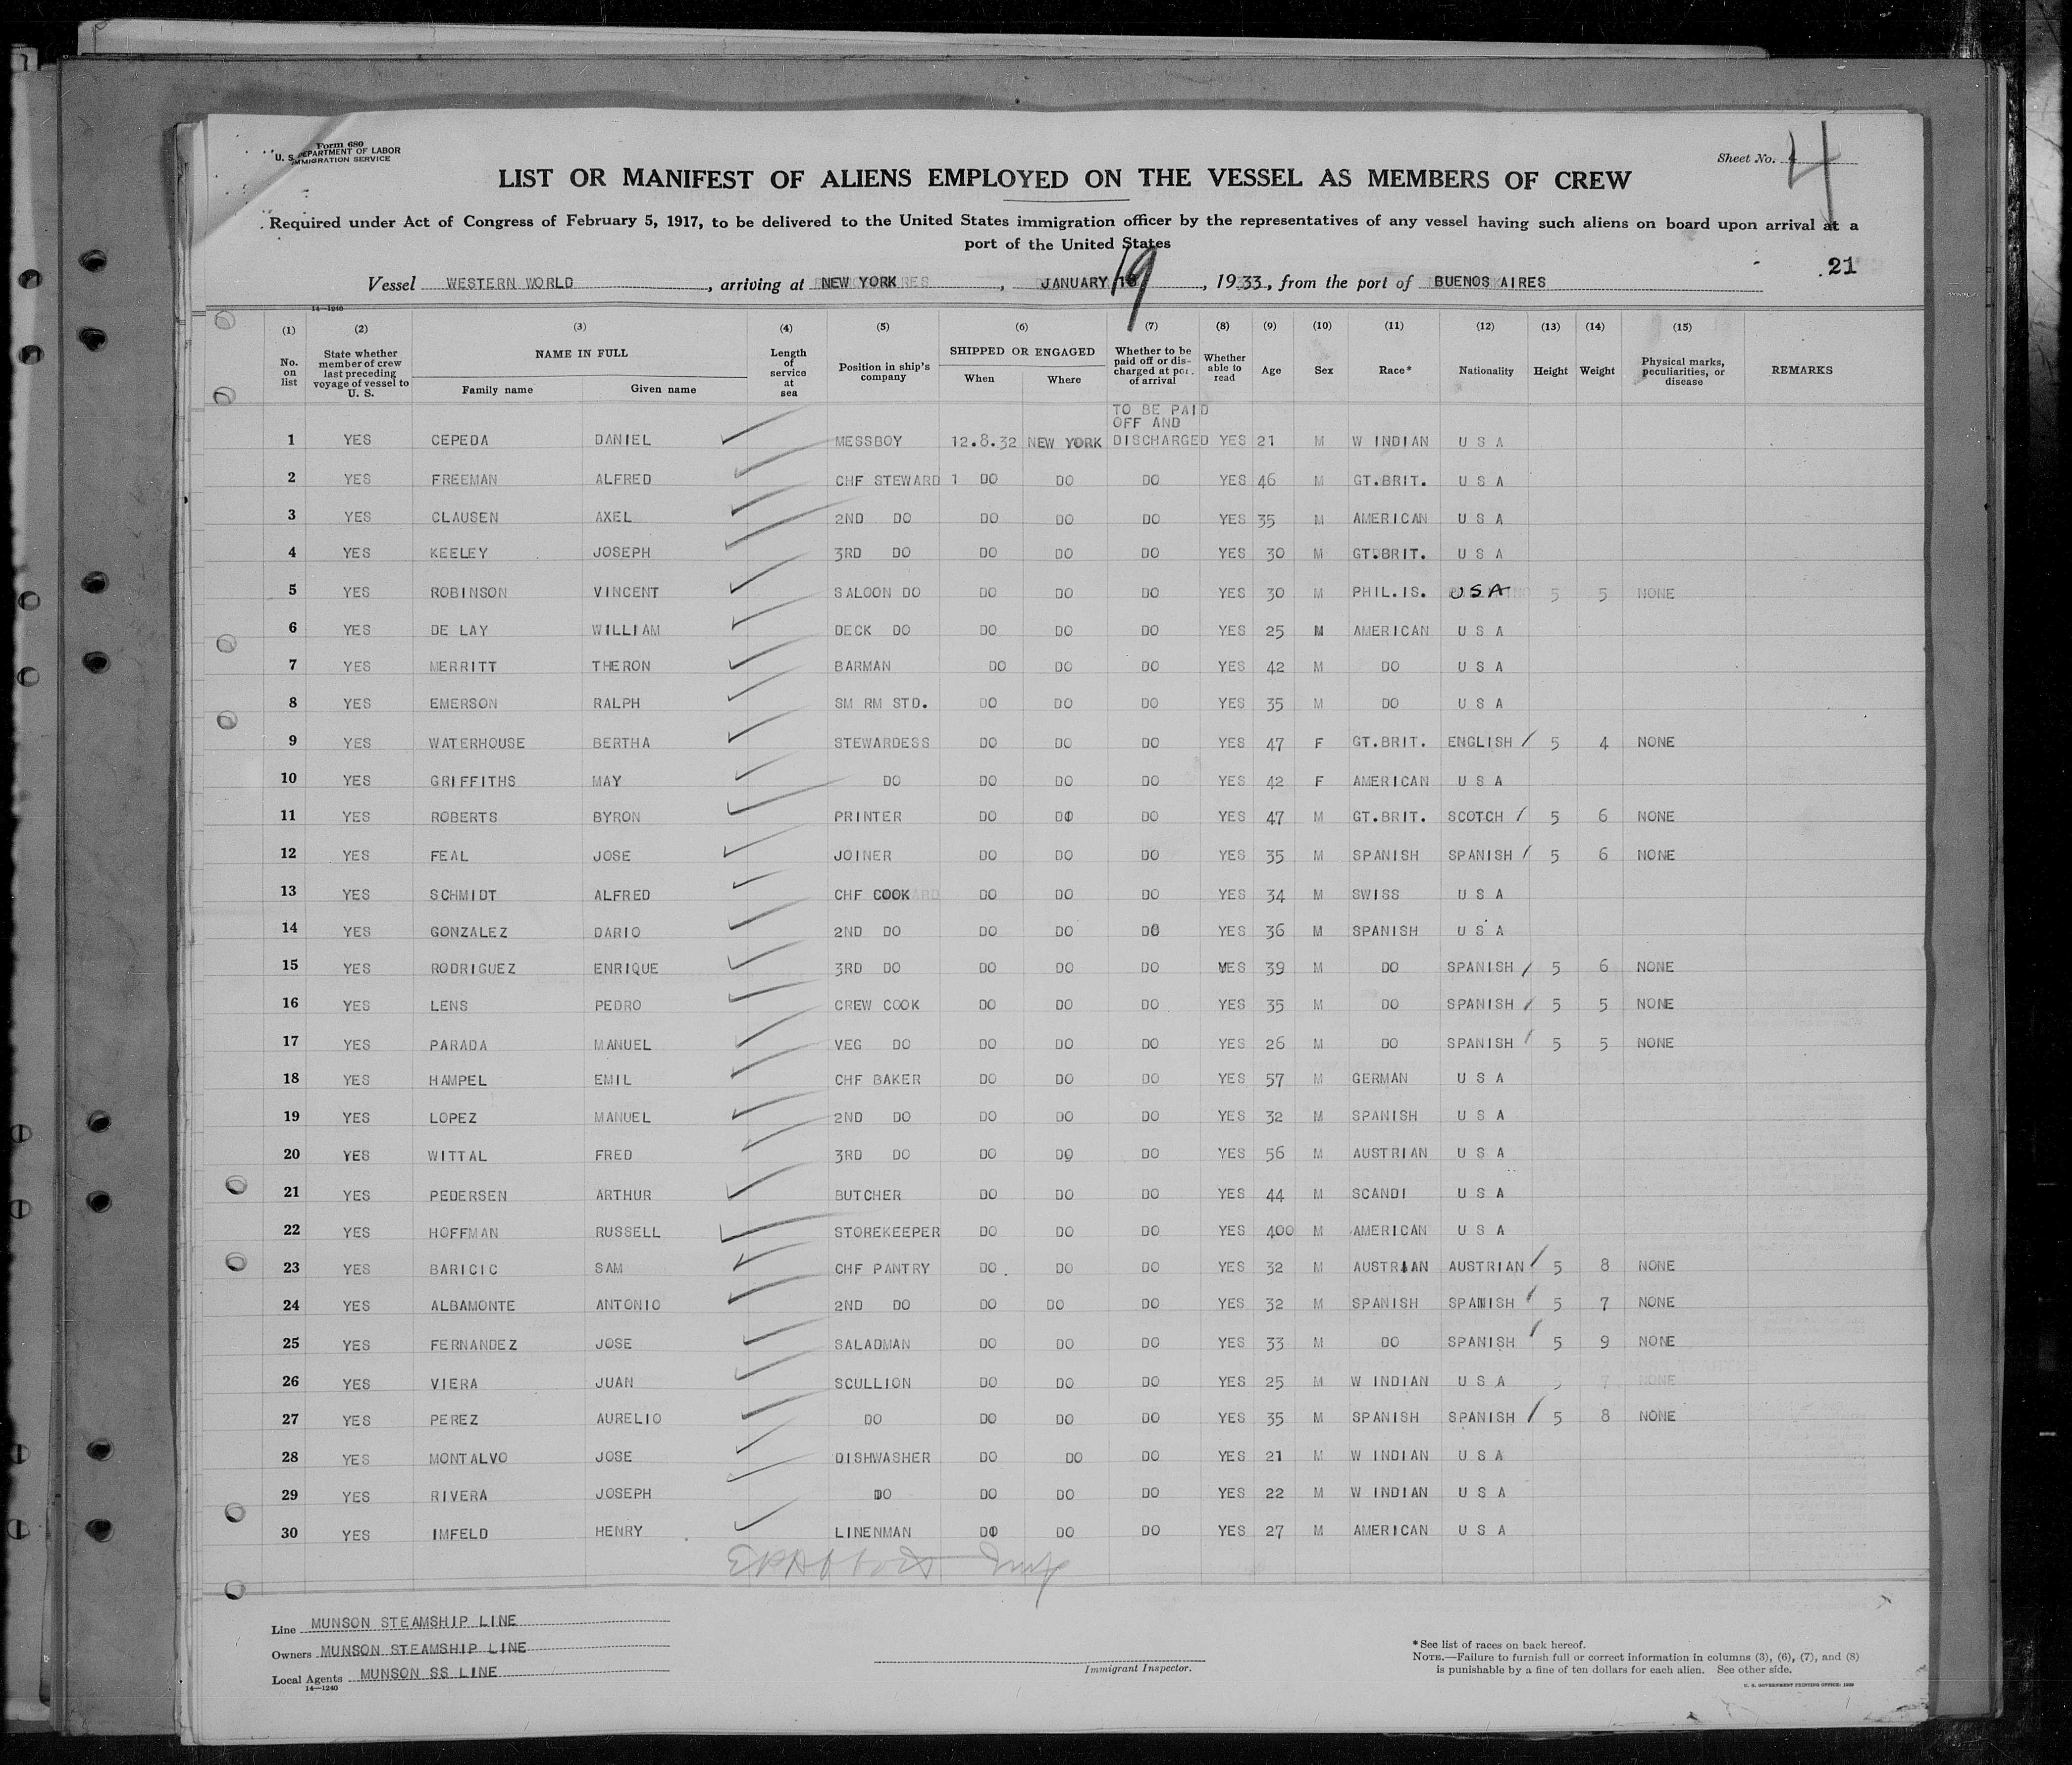 Form 680
U. S. DEPARTMENT OF LABOR
IMMIGRATION SERVICE
Sheet No. 4
LIST OR MANIFEST OF ALIENS EMPLOYED ON THE VESSEL AS MEMBERS OF CREW
Required under Act of Congress of February 5, 1917, to be delivered to the United States immigration officer by the representatives of any vessel having such aliens on board upon arrival at a
port of the United States
21
Vessel WESTERN WORLD, arriving at NEW YORK, JANUARY 19, 1933, from the port of BUENOS AIRES
14—1240
(1) (2) (3) (4) (5) (6) (7) (8) (9) (10) (11) (12) (13) (14) (15)
No. on list State whether member of crew last preceding voyage of vessel to U. S. NAME IN FULL Family name Given name Length of service at sea Position in ship's company SHIPPED OR ENGAGED When Where Whether to be paid off or discharged at port of arrival Whether able to read Age Sex Race* Nationality Height Weight Physical marks, peculiarities, or disease REMARKS
TO BE PAID
OFF AND
1 YES CEPEDA DANIEL MESSBOY 12.8.32 NEW YORK DISCHARGED YES 21 M W INDIAN U S A
2 YES FREEMAN ALFRED CHF STEWARD 1 DO DO DO YES 46 M GT.BRIT. U S A
3 YES CLAUSEN AXEL 2ND DO DO DO DO YES 35 M AMERICAN U S A
4 YES KEELEY JOSEPH 3RD DO DO DO DO YES 30 M GT.BRIT. U S A
5 YES ROBINSON VINCENT SALOON DO DO DO DO YES 30 M PHIL.IS. USA 5 5 NONE
6 YES DE LAY WILLIAM DECK DO DO DO DO YES 25 M AMERICAN U S A
7 YES MERRITT THERON BARMAN DO DO DO YES 42 M DO U S A
8 YES EMERSON RALPH SM RM STD. DO DO DO YES 35 M DO U S A
9 YES WATERHOUSE BERTHA STEWARDESS DO DO DO YES 47 F GT.BRIT. ENGLISH 5 4 NONE
10 YES GRIFFITHS MAY DO DO DO DO YES 42 F AMERICAN U S A
11 YES ROBERTS BYRON PRINTER DO DO DO YES 47 M GT.BRIT. SCOTCH 5 6 NONE
12 YES FEAL JOSE JOINER DO DO DO YES 35 M SPANISH SPANISH 5 6 NONE
13 YES SCHMIDT ALFRED CHF COOK DO DO DO YES 34 M SWISS U S A
14 YES GONZALEZ DARIO 2ND DO DO DO DO YES 36 M SPANISH U S A
15 YES RODRIGUEZ ENRIQUE 3RD DO DO DO DO YES 39 M DO SPANISH 5 6 NONE
16 YES LENS PEDRO CREW COOK DO DO DO YES 35 M DO SPANISH 5 5 NONE
17 YES PARADA MANUEL VEG DO DO DO DO YES 26 M DO SPANISH 5 5 NONE
18 YES HAMPEL EMIL CHF BAKER DO DO DO YES 57 M GERMAN U S A
19 YES LOPEZ MANUEL 2ND DO DO DO DO YES 32 M SPANISH U S A
20 YES WITTAL FRED 3RD DO DO DO DO YES 56 M AUSTRIAN U S A
21 YES PEDERSEN ARTHUR BUTCHER DO DO DO YES 44 M SCANDI U S A
22 YES HOFFMAN RUSSELL STOREKEEPER DO DO DO YES 400 M AMERICAN U S A
23 YES BARICIC SAM CHF PANTRY DO DO DO YES 32 M AUSTRIAN AUSTRIAN 5 8 NONE
24 YES ALBAMONTE ANTONIO 2ND DO DO DO DO YES 32 M SPANISH SPANISH 5 7 NONE
25 YES FERNANDEZ JOSE SALADMAN DO DO DO YES 33 M DO SPANISH 5 9 NONE
26 YES VIERA JUAN SCULLION DO DO DO YES 25 M W INDIAN U S A 5 7 NONE
27 YES PEREZ AURELIO DO DO DO DO YES 35 M SPANISH SPANISH 5 8 NONE
28 YES MONTALVO JOSE DISHWASHER DO DO DO YES 21 M W INDIAN U S A
29 YES RIVERA JOSEPH DO DO DO DO YES 22 M W INDIAN U S A
30 YES IMFELD HENRY LINENMAN DO DO DO YES 27 M AMERICAN U S A
Line MUNSON STEAMSHIP LINE
Owners MUNSON STEAMSHIP LINE
Local Agents MUNSON SS LINE
14—1240
Immigrant Inspector.
*See list of races on back hereof.
NOTE.—Failure to furnish full or correct information in columns (3), (6), (7), and (8)
is punishable by a fine of ten dollars for each alien. See other side.
U. S. GOVERNMENT PRINTING OFFICE: